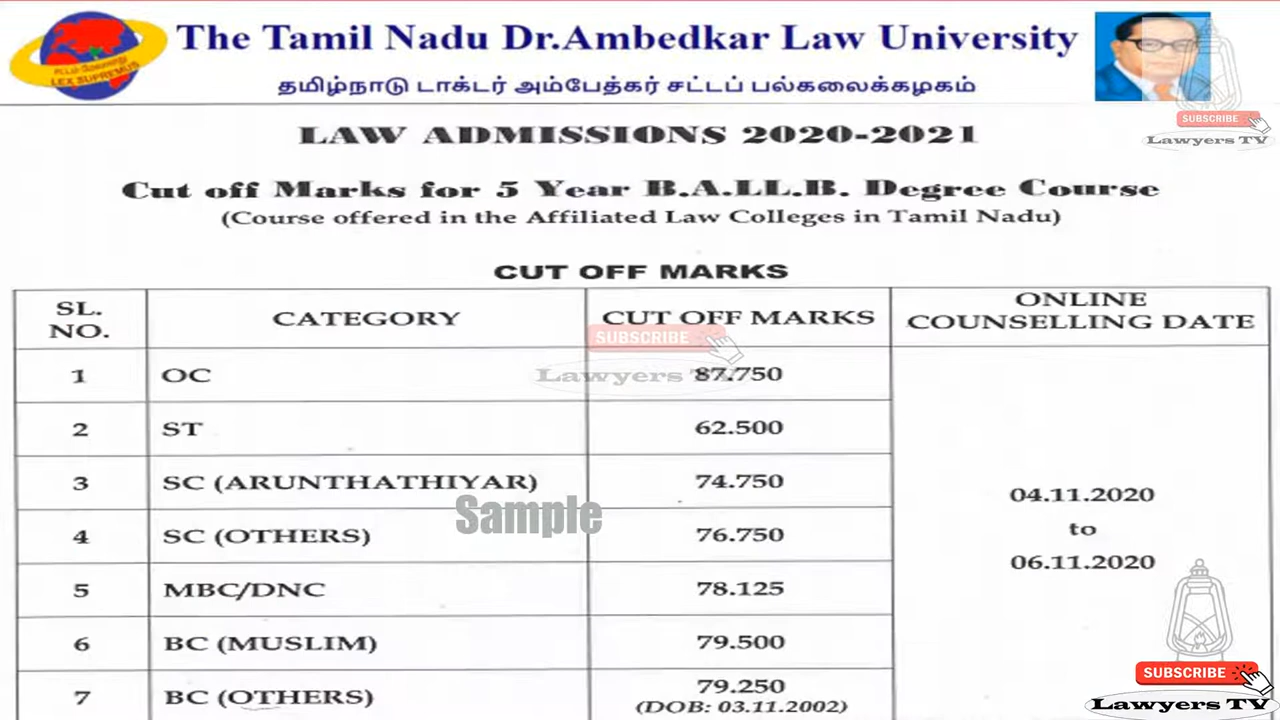 The Tamil Nadu Dr.Ambedkar Law University
தமிழ்நாடு டாக்டர் அம்பேத்கர் சட்டப் பல்கலைக்கழகம்
LEX SUPREMUS
SUBSCRIBE
Lawyers TV
LAW ADMISSIONS 2020-2021
Cut off Marks for 5 Year B.A.LL.B. Degree Course
(Course offered in the Affiliated Law Colleges in Tamil Nadu)
CUT OFF MARKS
SL. NO. CATEGORY CUT OFF MARKS ONLINE COUNSELLING DATE
SUBSCRIBE
Lawyers TV
1 OC 87.750
2 ST 62.500
3 SC (ARUNTHATHIYAR) 74.750
Sample
4 SC (OTHERS) 76.750
04.11.2020
to
06.11.2020
5 MBC/DNC 78.125
6 BC (MUSLIM) 79.500
7 BC (OTHERS) 79.250
(DOB: 03.11.2002)
SUBSCRIBE
Lawyers TV